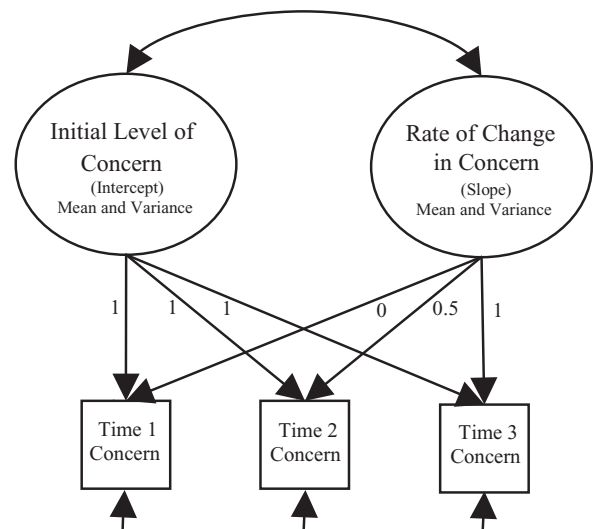 Initial Level of
Concern
(Intercept)
Mean and Variance
Rate of Change
in Concern
(Slope)
Mean and Variance
1
1
1
0
0.5
1
Time 1
Concern
Time 2
Concern
Time 3
Concern